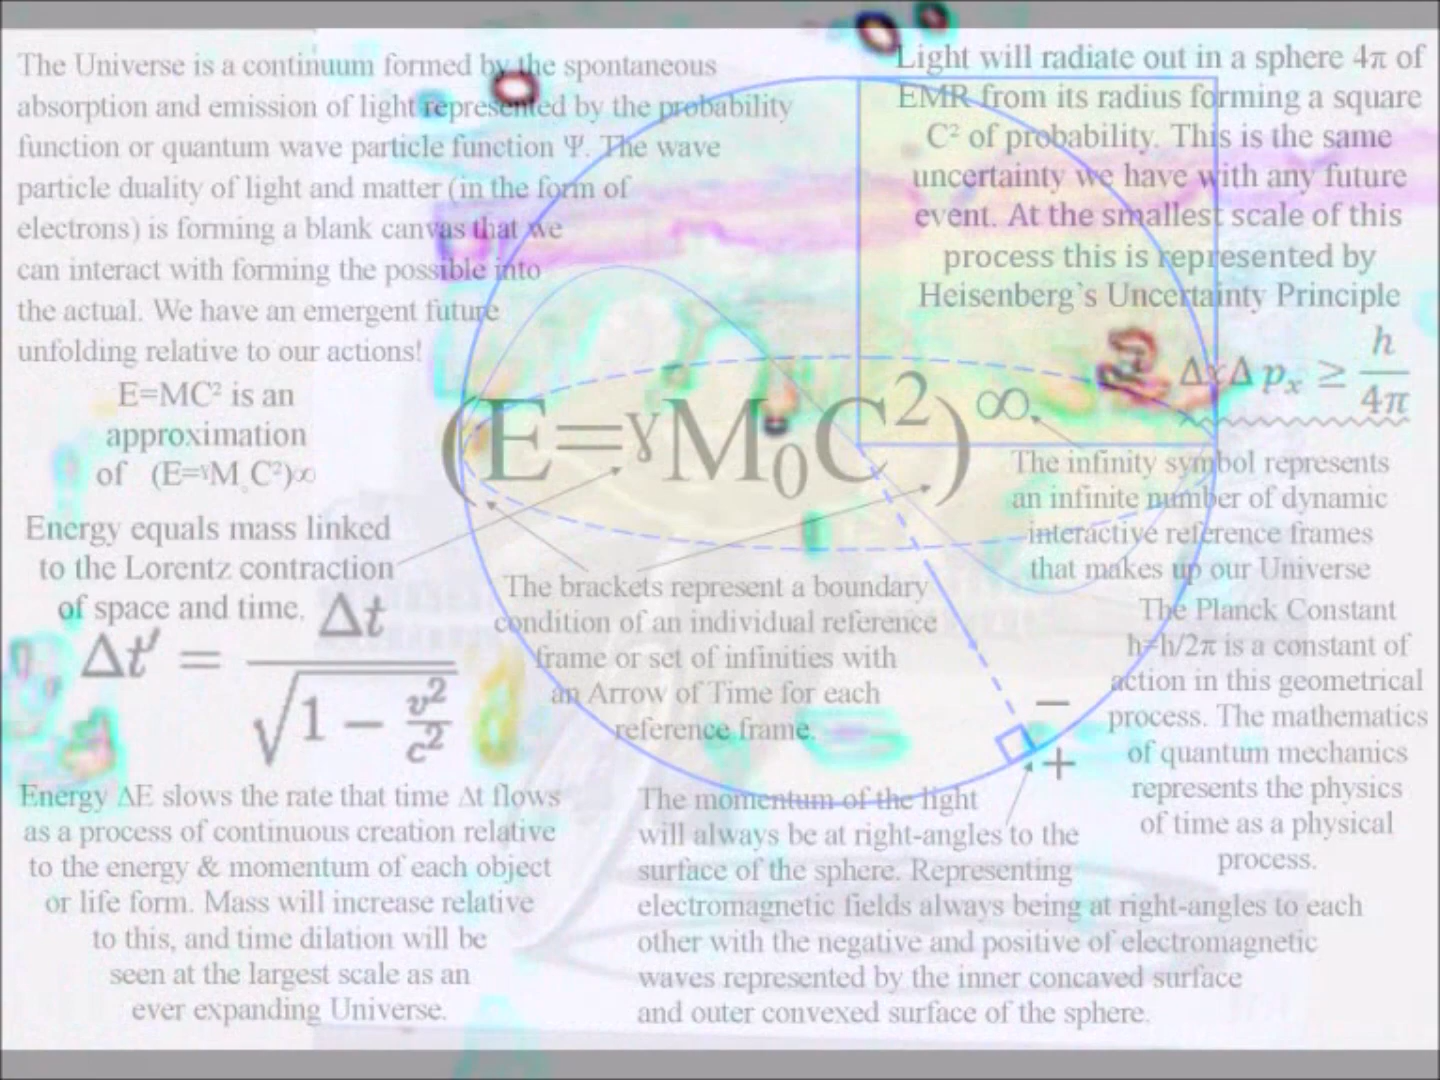 The Universe is a continuum formed by the spontaneous
absorption and emission of light represented by the probability
function or quantum wave particle function Ψ. The wave
particle duality of light and matter (in the form of
electrons) is forming a blank canvas that we
can interact with forming the possible into
the actual. We have an emergent future
unfolding relative to our actions!
E=MC² is an
approximation
of (E=ˠM₀C²)∞
Energy equals mass linked
to the Lorentz contraction
of space and time.
Δt′ = Δt / √(1 − v²/c²)
Energy ΔE slows the rate that time Δt flows
as a process of continuous creation relative
to the energy & momentum of each object
or life form. Mass will increase relative
to this, and time dilation will be
seen at the largest scale as an
ever expanding Universe.
(E=ˠM₀C²)∞
The brackets represent a boundary
condition of an individual reference
frame or set of infinities with
an Arrow of Time for each
reference frame.
Light will radiate out in a sphere 4π of
EMR from its radius forming a square
C² of probability. This is the same
uncertainty we have with any future
event. At the smallest scale of this
process this is represented by
Heisenberg's Uncertainty Principle
Δx Δpₓ ≥ h / 4π
The infinity symbol represents
an infinite number of dynamic
interactive reference frames
that makes up our Universe
The Planck Constant
ħ=h/2π is a constant of
action in this geometrical
process. The mathematics
of quantum mechanics
represents the physics
of time as a physical
process.
−
+
The momentum of the light
will always be at right-angles to the
surface of the sphere. Representing
electromagnetic fields always being at right-angles to each
other with the negative and positive of electromagnetic
waves represented by the inner concaved surface
and outer convexed surface of the sphere.